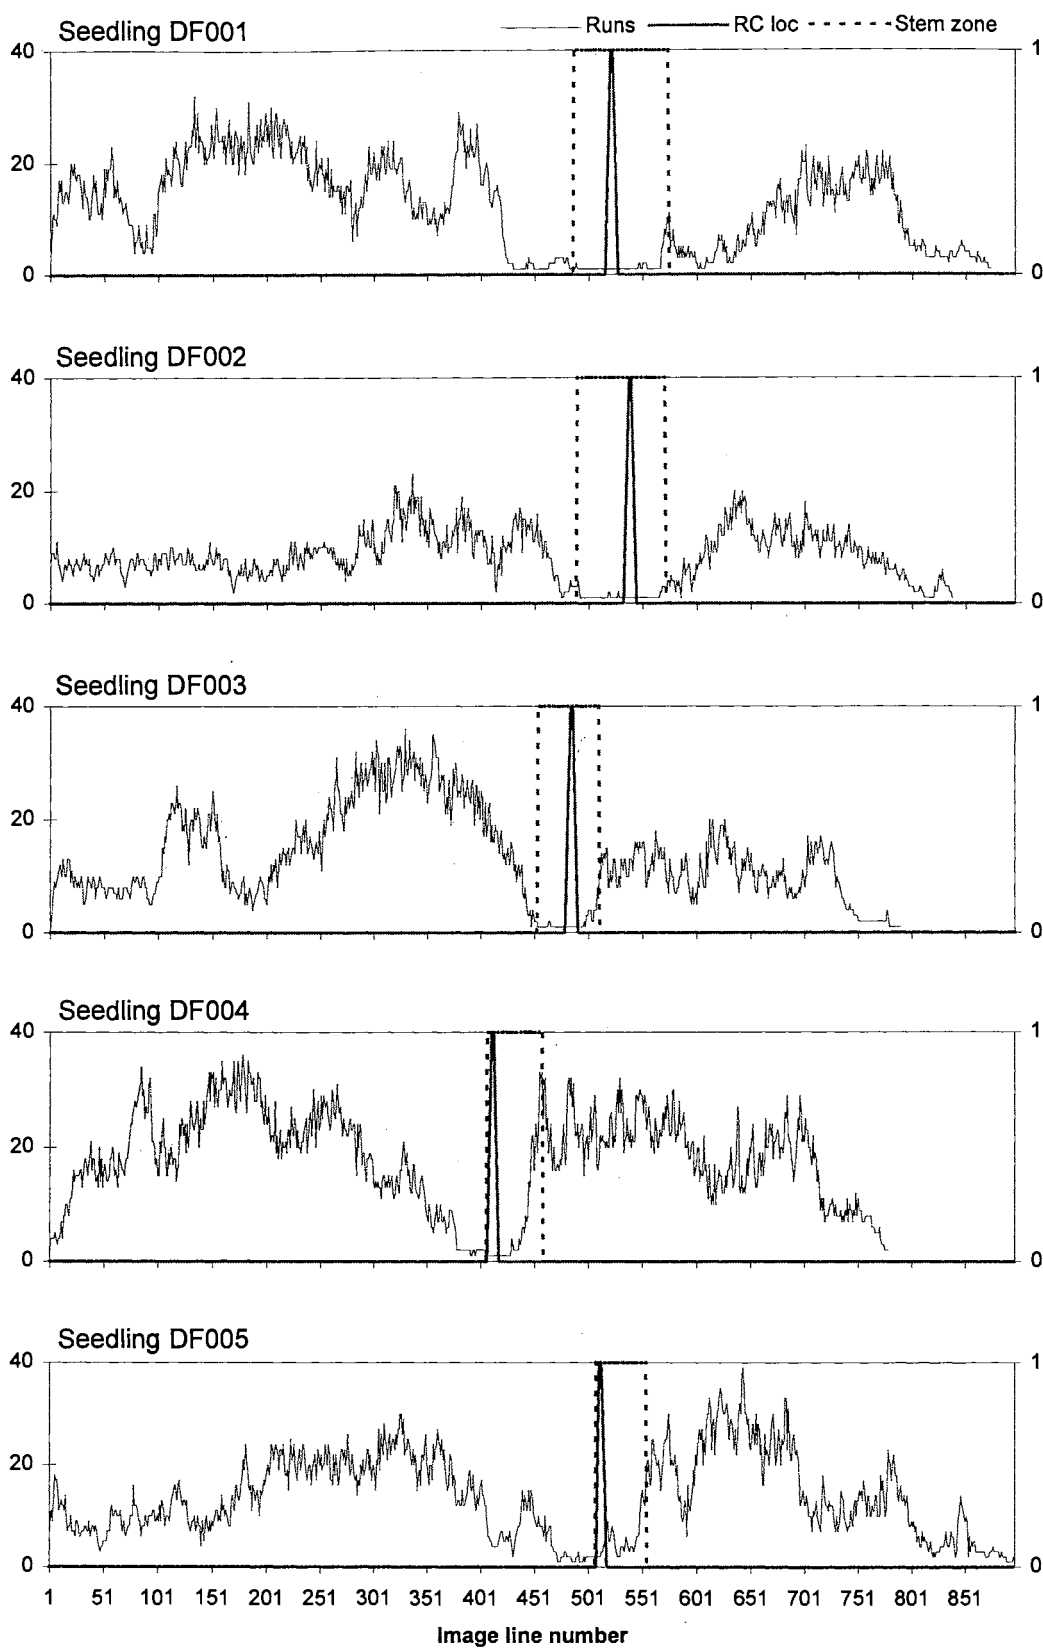 Seedling DF001
Runs RC loc Stem zone
40 1
20
0 0
Seedling DF002
40 1
20
0 0
Seedling DF003
40 1
20
0 0
Seedling DF004
40 1
20
0 0
Seedling DF005
40 1
20
0 0
1 51 101 151 201 251 301 351 401 451 501 551 601 651 701 751 801 851
Image line number